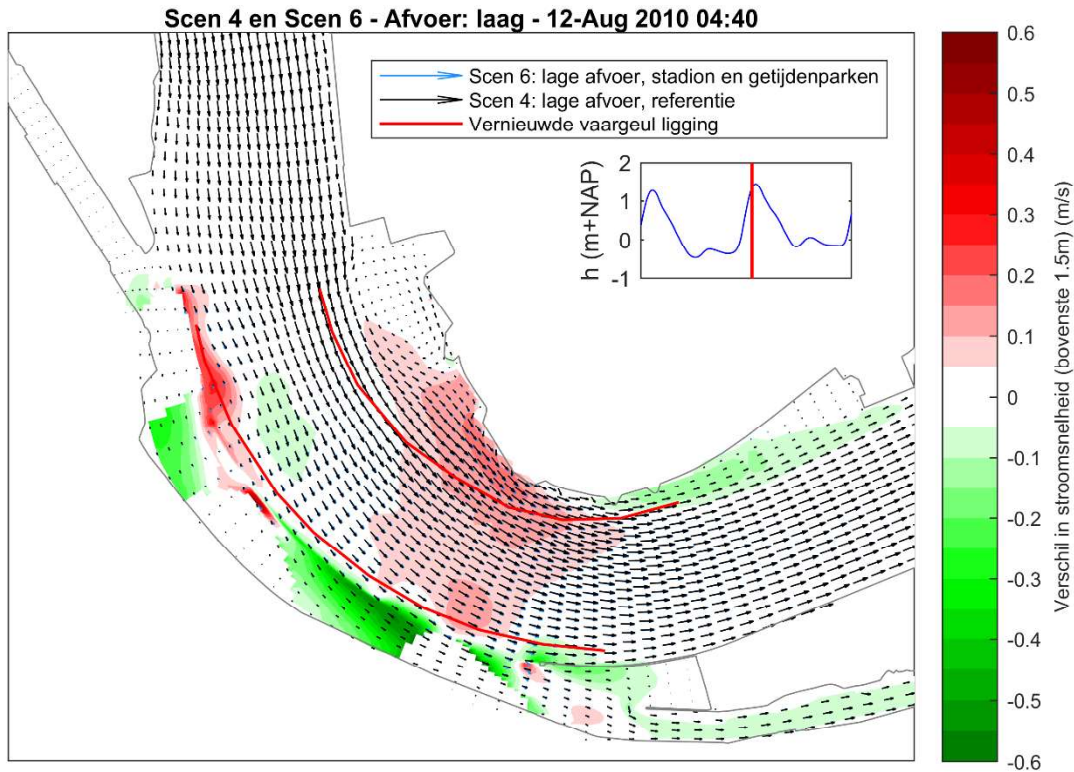 Scen 4 en Scen 6 - Afvoer: laag - 12-Aug 2010 04:40
Scen 6: lage afvoer, stadion en getijdenparken
Scen 4: lage afvoer, referentie
Vernieuwde vaargeul ligging
h (m+NAP)
2
1
0
-1
0.6
0.5
0.4
0.3
0.2
0.1
0
-0.1
-0.2
-0.3
-0.4
-0.5
-0.6
Verschil in stroomsnelheid (bovenste 1.5m) (m/s)